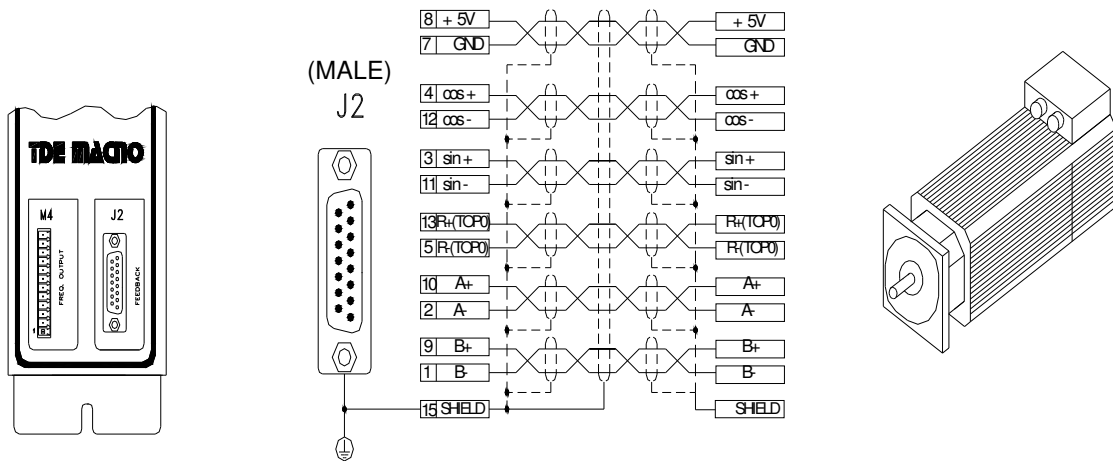 TDE MACNO
M4
FREQ. OUTPUT
1
J2
FEEDBACK
(MALE)
J2
8 + 5V + 5V
7 GND GND
4 cos+ cos+
12 cos- cos-
3 sin+ sin+
11 sin- sin-
13 R+(TOP0) R+(TOP0)
5 R-(TOP0) R-(TOP0)
10 A+ A+
2 A- A-
9 B+ B+
1 B- B-
15 SHIELD SHIELD